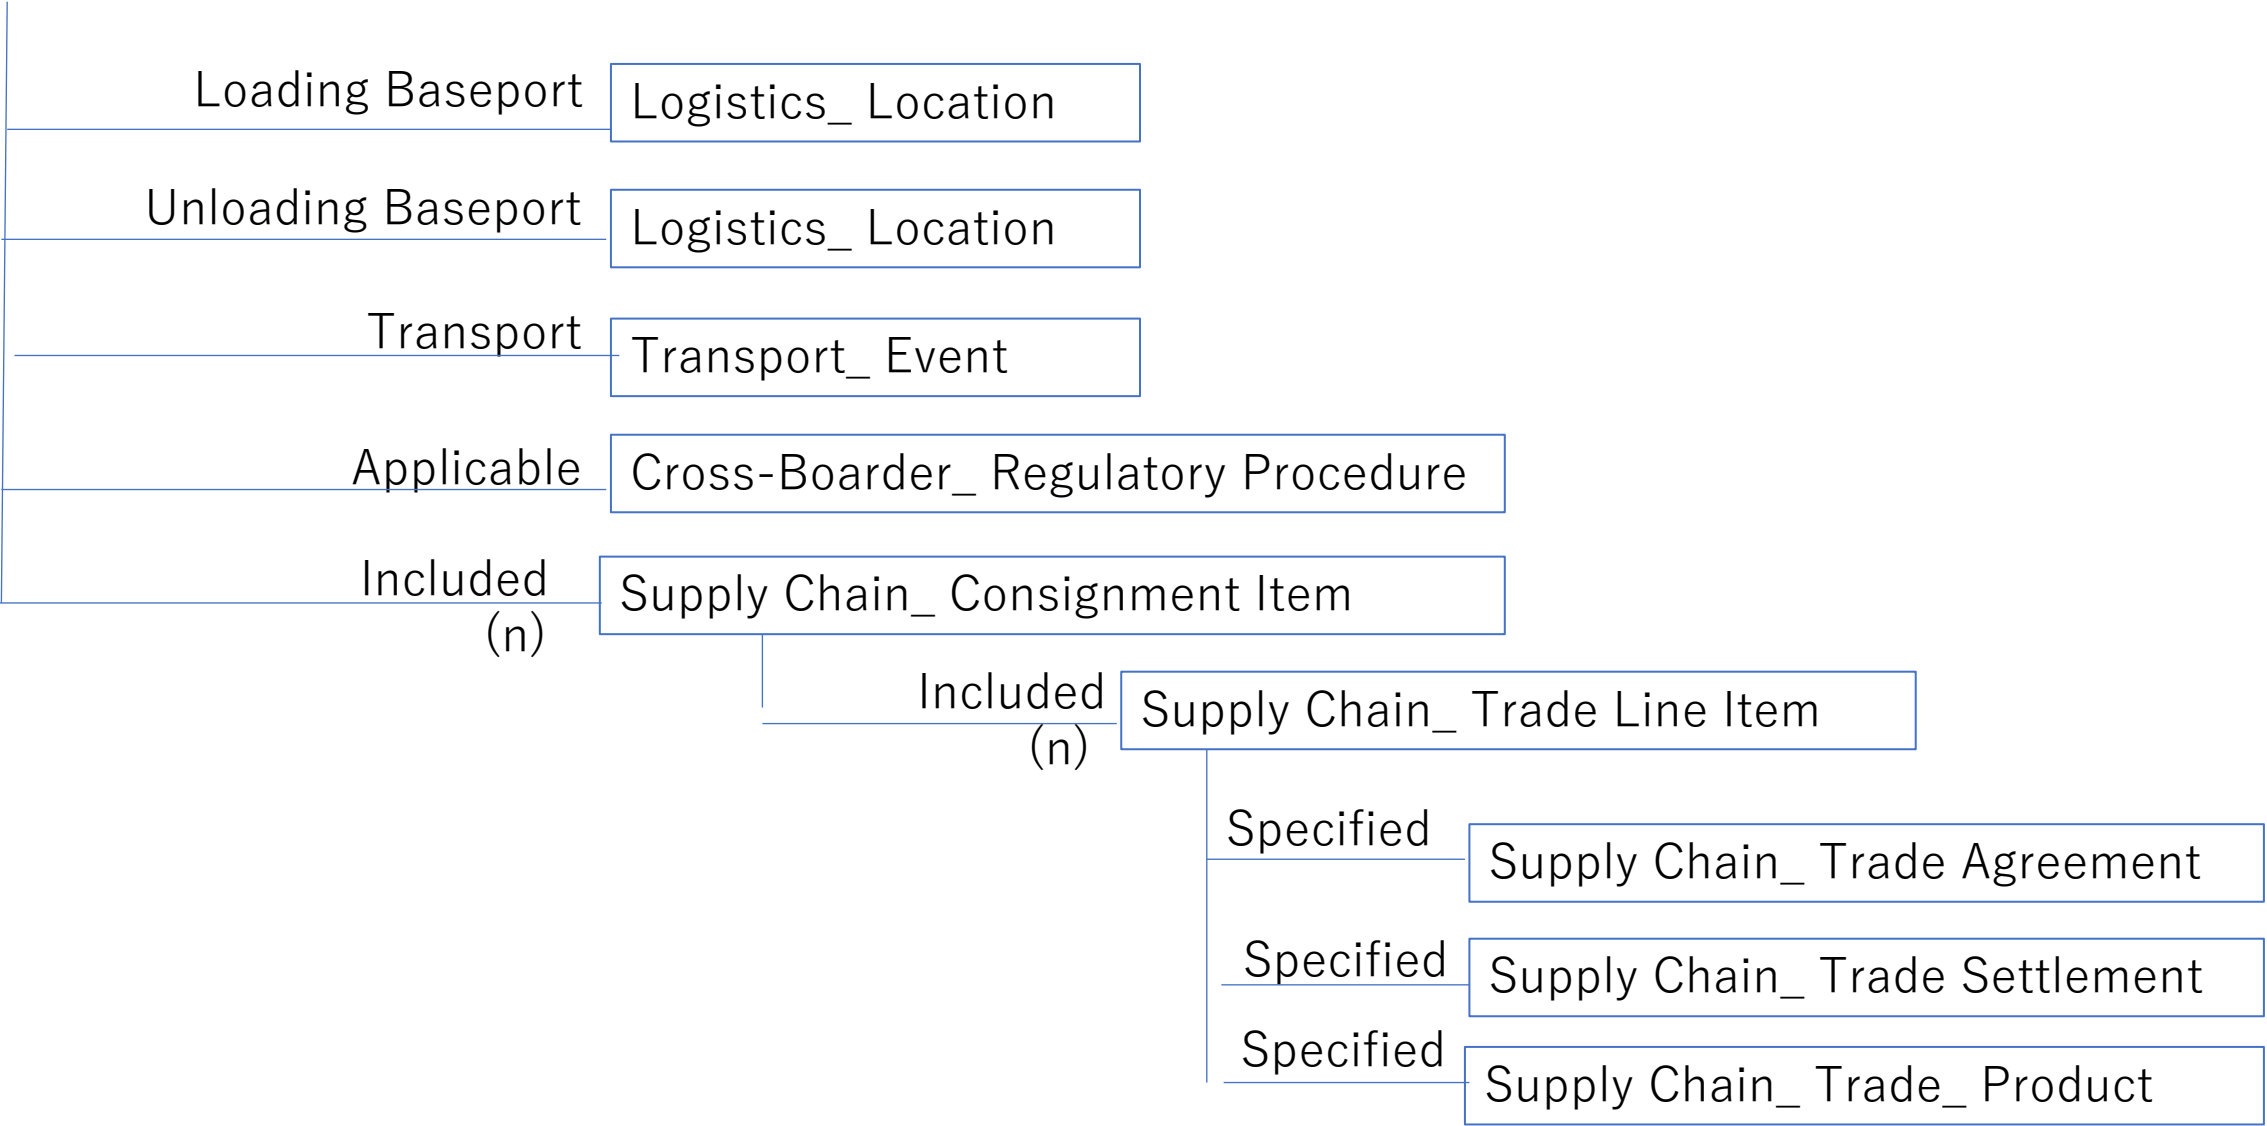 Loading Baseport
Logistics_ Location
Unloading Baseport
Logistics_ Location
Transport
Transport_ Event
Applicable
Cross-Boarder_ Regulatory Procedure
Included
(n)
Supply Chain_ Consignment Item
Included
(n)
Supply Chain_ Trade Line Item
Specified
Supply Chain_ Trade Agreement
Specified
Supply Chain_ Trade Settlement
Specified
Supply Chain_ Trade_ Product